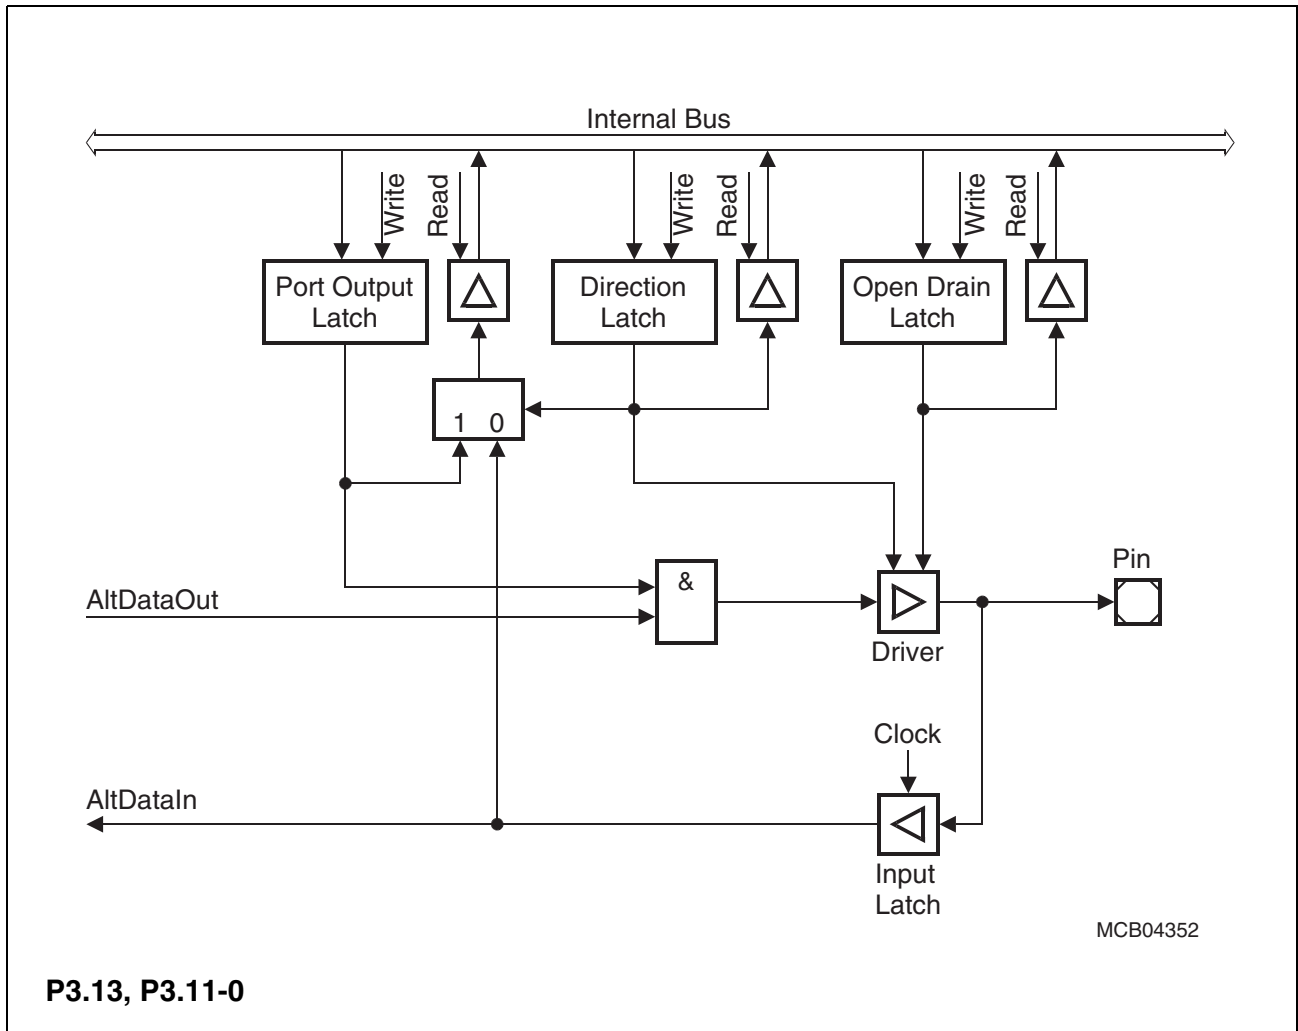 Internal Bus
Write
Read
Write
Read
Write
Read
Port Output
Latch
Direction
Latch
Open Drain
Latch
1 0
&
AltDataOut
Pin
Driver
Clock
AltDataIn
Input
Latch
MCB04352
P3.13, P3.11-0